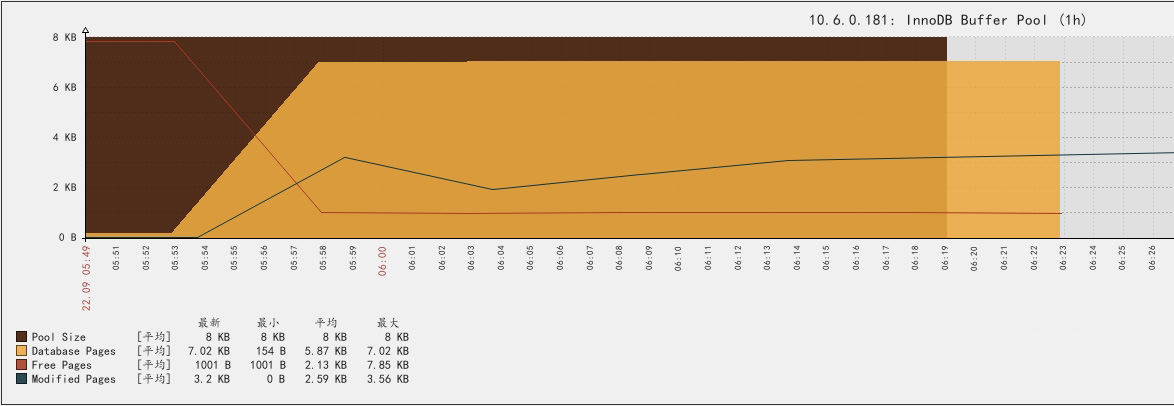 10.6.0.181: InnoDB Buffer Pool (1h)
8 KB
6 KB
4 KB
2 KB
0 B
22.09 05:49 05:51 05:52 05:53 05:54 05:55 05:56 05:57 05:58 05:59 06:00 06:01 06:02 06:03 06:04 06:05 06:06 06:07 06:08 06:09 06:10 06:11 06:12 06:13 06:14 06:15 06:16 06:17 06:18 06:19 06:20 06:21 06:22 06:23 06:24 06:25 06:26
最新 最小 平均 最大
Pool Size [平均] 8 KB 8 KB 8 KB 8 KB
Database Pages [平均] 7.02 KB 154 B 5.87 KB 7.02 KB
Free Pages [平均] 1001 B 1001 B 2.13 KB 7.85 KB
Modified Pages [平均] 3.2 KB 0 B 2.59 KB 3.56 KB